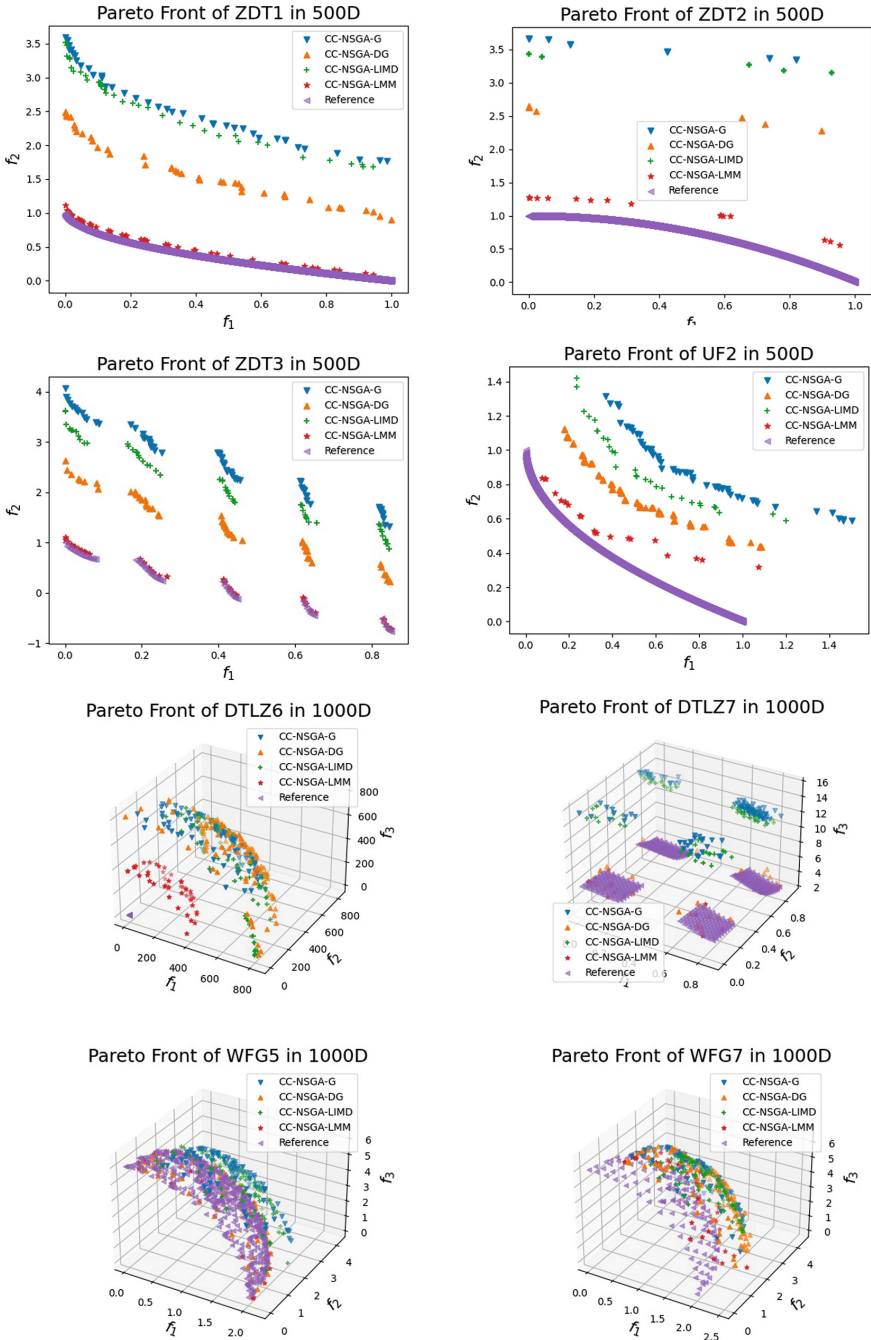 Pareto Front of ZDT1 in 500D
CC-NSGA-G
CC-NSGA-DG
CC-NSGA-LIMD
CC-NSGA-LMM
Reference
3.5
3.0
2.5
2.0
1.5
1.0
0.5
0.0
f2
0.0 0.2 0.4 0.6 0.8 1.0
f1
Pareto Front of ZDT2 in 500D
CC-NSGA-G
CC-NSGA-DG
CC-NSGA-LIMD
CC-NSGA-LMM
Reference
3.5
3.0
2.5
2.0
1.5
1.0
0.5
0.0
f2
0.0 0.2 0.4 0.6 0.8 1.0
f1
Pareto Front of ZDT3 in 500D
CC-NSGA-G
CC-NSGA-DG
CC-NSGA-LIMD
CC-NSGA-LMM
Reference
4
3
2
1
0
−1
f2
0.0 0.2 0.4 0.6 0.8
f1
Pareto Front of UF2 in 500D
CC-NSGA-G
CC-NSGA-DG
CC-NSGA-LIMD
CC-NSGA-LMM
Reference
1.4
1.2
1.0
0.8
0.6
0.4
0.2
0.0
f2
0.0 0.2 0.4 0.6 0.8 1.0 1.2 1.4
f1
Pareto Front of DTLZ6 in 1000D
CC-NSGA-G
CC-NSGA-DG
CC-NSGA-LIMD
CC-NSGA-LMM
Reference
800
600
400
200
0
f3
0 200 400 600 800
f1
0 200 400 600 800
f2
Pareto Front of DTLZ7 in 1000D
16
14
12
10
8
6
4
2
f3
CC-NSGA-G
CC-NSGA-DG
CC-NSGA-LIMD
CC-NSGA-LMM
Reference
0.6 0.8
0.0 0.2 0.4 0.6 0.8
f2
Pareto Front of WFG5 in 1000D
CC-NSGA-G
CC-NSGA-DG
CC-NSGA-LIMD
CC-NSGA-LMM
Reference
6
5
4
3
2
1
0
f3
0.0 0.5 1.0 1.5 2.0
f1
0 1 2 3 4
f2
Pareto Front of WFG7 in 1000D
CC-NSGA-G
CC-NSGA-DG
CC-NSGA-LIMD
CC-NSGA-LMM
Reference
6
5
4
3
2
1
0
f3
0.0 0.5 1.0 1.5 2.0 2.5
f1
0 1 2 3 4
f2